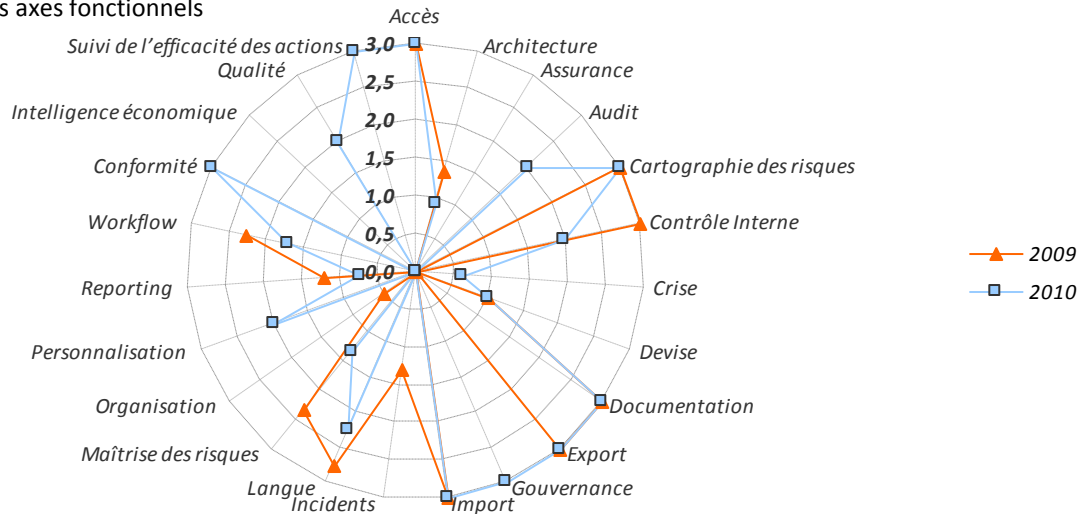 s axes fonctionnels
Accès
Suivi de l'efficacité des actions
3,0
Architecture
Qualité
2,5
Assurance
Intelligence économique
2,0
Audit
Conformité
1,5
Cartographie des risques
1,0
Workflow
0,5
Contrôle Interne
0,0
2009
Reporting
Crise
2010
Personnalisation
Devise
Organisation
Documentation
Maîtrise des risques
Export
Langue
Gouvernance
Incidents
Import